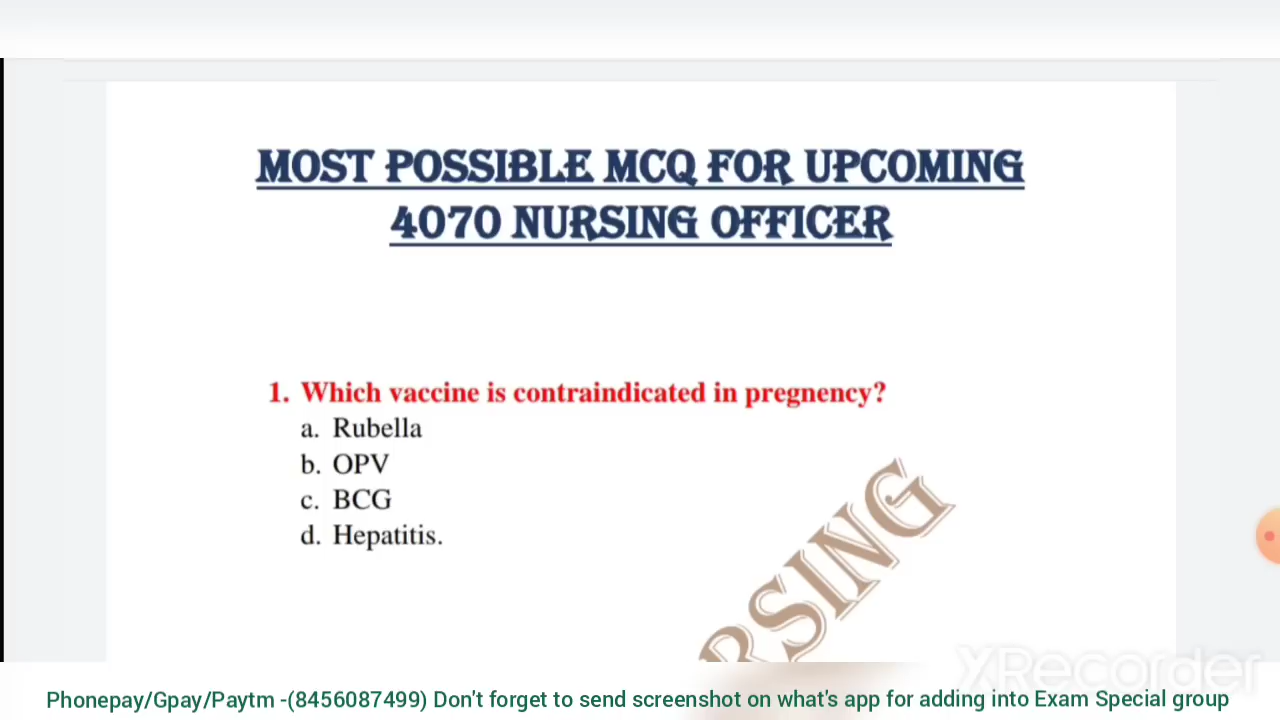 MOST POSSIBLE MCQ FOR UPCOMING
4070 NURSING OFFICER
1. Which vaccine is contraindicated in pregnency?
a. Rubella
b. OPV
c. BCG
d. Hepatitis.
RSING
XRecorder
Phonepay/Gpay/Paytm -(8456087499) Don't forget to send screenshot on what's app for adding into Exam Special group